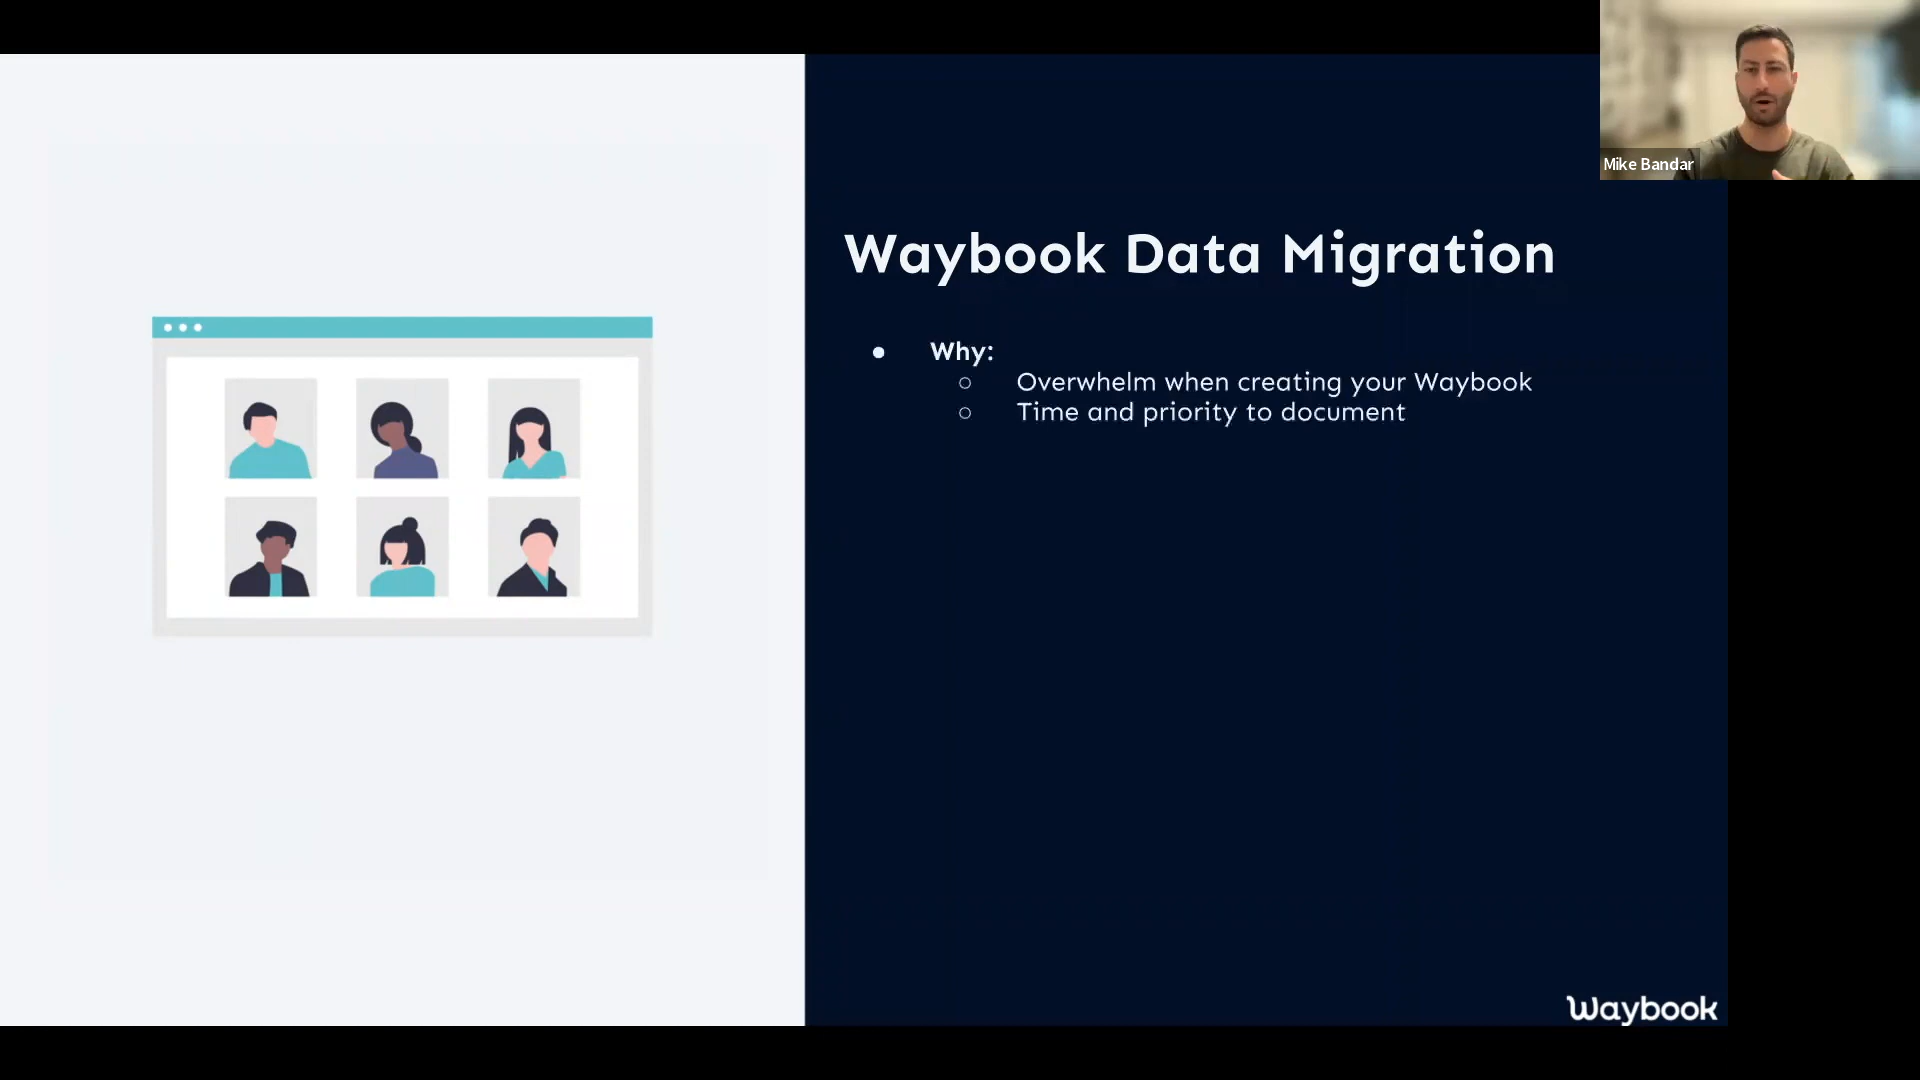 Mike Bandar
Waybook Data Migration
● Why:
○ Overwhelm when creating your Waybook
○ Time and priority to document
Waybook